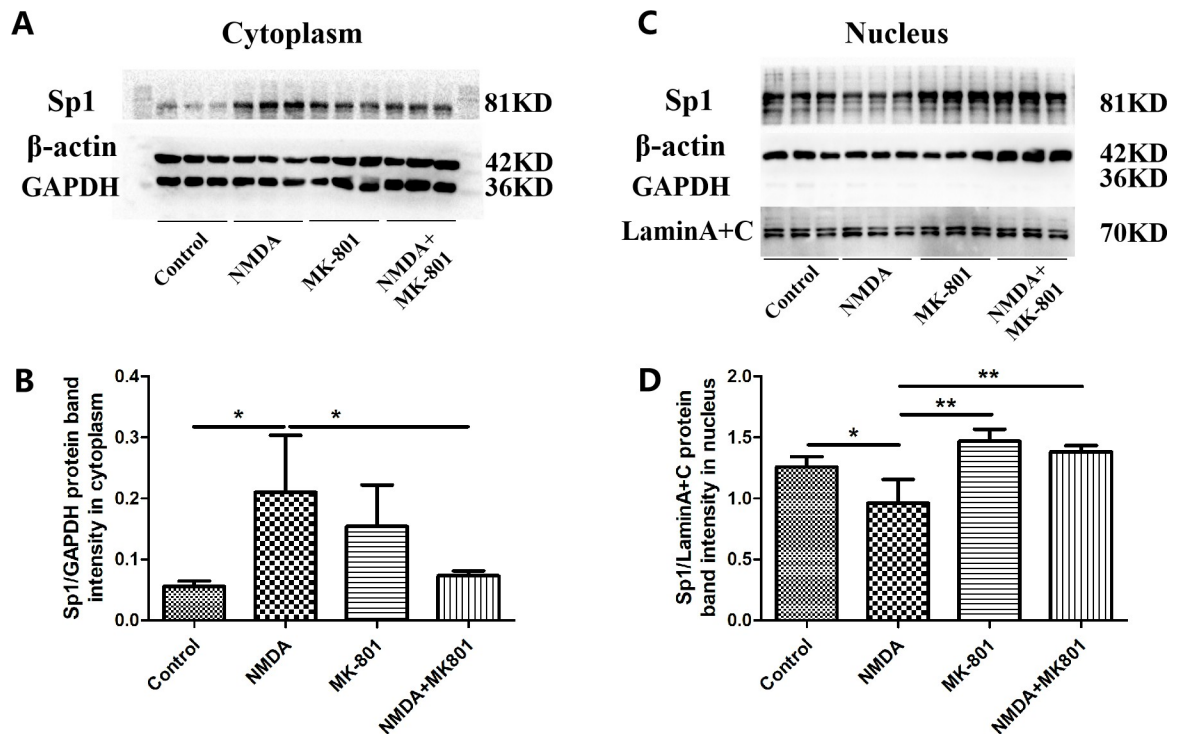 A
Cytoplasm
Sp1
81KD
β-actin
42KD
GAPDH
36KD
Control
NMDA
MK-801
NMDA+
MK-801
C
Nucleus
Sp1
81KD
β-actin
42KD
36KD
GAPDH
LaminA+C
70KD
Control
NMDA
MK-801
NMDA+
MK-801
B
Sp1/GAPDH protein band
intensity in cytoplasm
0.4
0.3
0.2
0.1
0.0
*
*
Control
NMDA
MK-801
NMDA+MK801
D
Sp1/LaminA+C protein
band intensity in nucleus
2.0
1.5
1.0
0.5
0.0
**
**
*
Control
NMDA
MK-801
NMDA+MK801